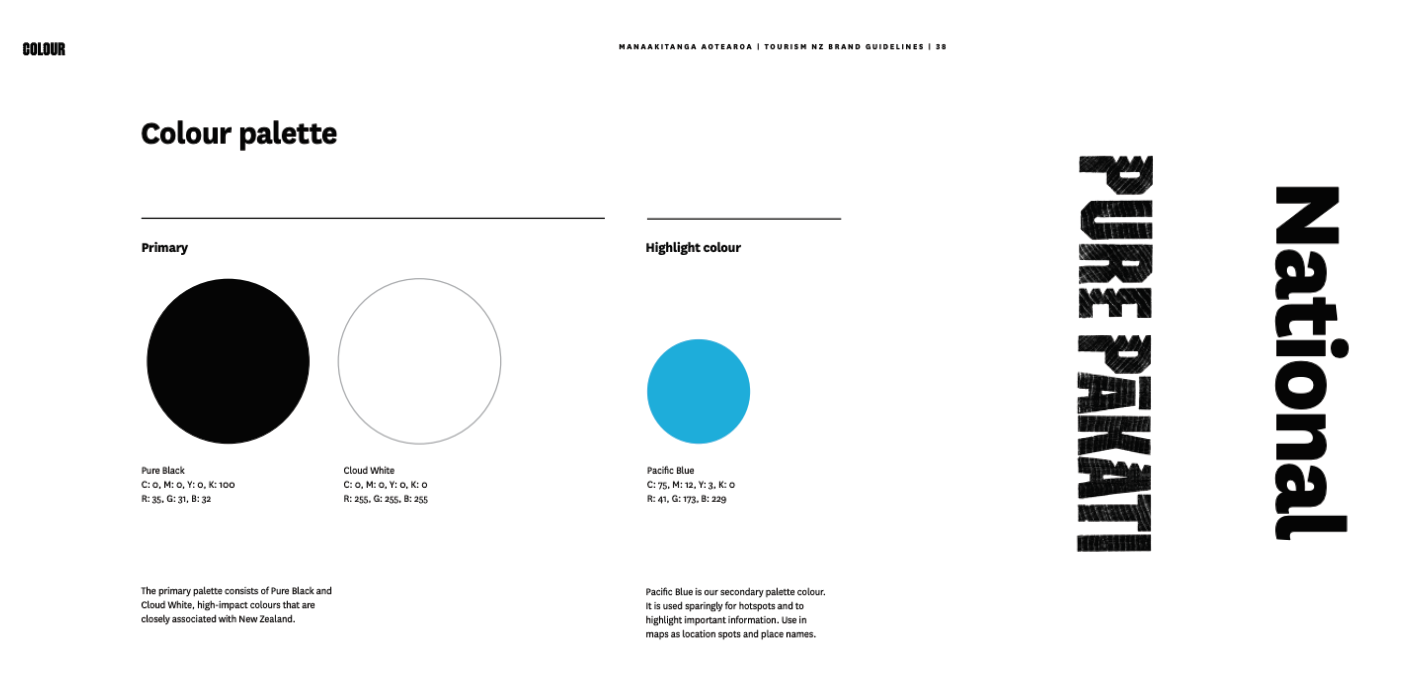 COLOUR
MANAAKITANGA AOTEAROA | TOURISM NZ BRAND GUIDELINES | 38
Colour palette
Primary
Pure Black
C: 0, M: 0, Y: 0, K: 100
R: 35, G: 31, B: 32
Cloud White
C: 0, M: 0, Y: 0, K: 0
R: 255, G: 255, B: 255
The primary palette consists of Pure Black and
Cloud White, high-impact colours that are
closely associated with New Zealand.
Highlight colour
Pacific Blue
C: 75, M: 12, Y: 3, K: 0
R: 41, G: 173, B: 229
Pacific Blue is our secondary palette colour.
It is used sparingly for hotspots and to
highlight important information. Use in
maps as location spots and place names.
PURE PĀKATI
National